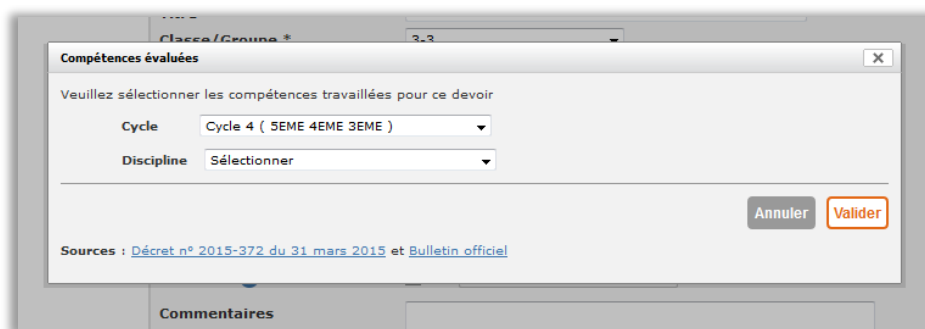 Classe/Groupe * 3-3
Compétences évaluées
Veuillez sélectionner les compétences travaillées pour ce devoir
Cycle Cycle 4 ( 5EME 4EME 3EME )
Discipline Sélectionner
Annuler Valider
Sources : Décret nº 2015-372 du 31 mars 2015 et Bulletin officiel
Commentaires